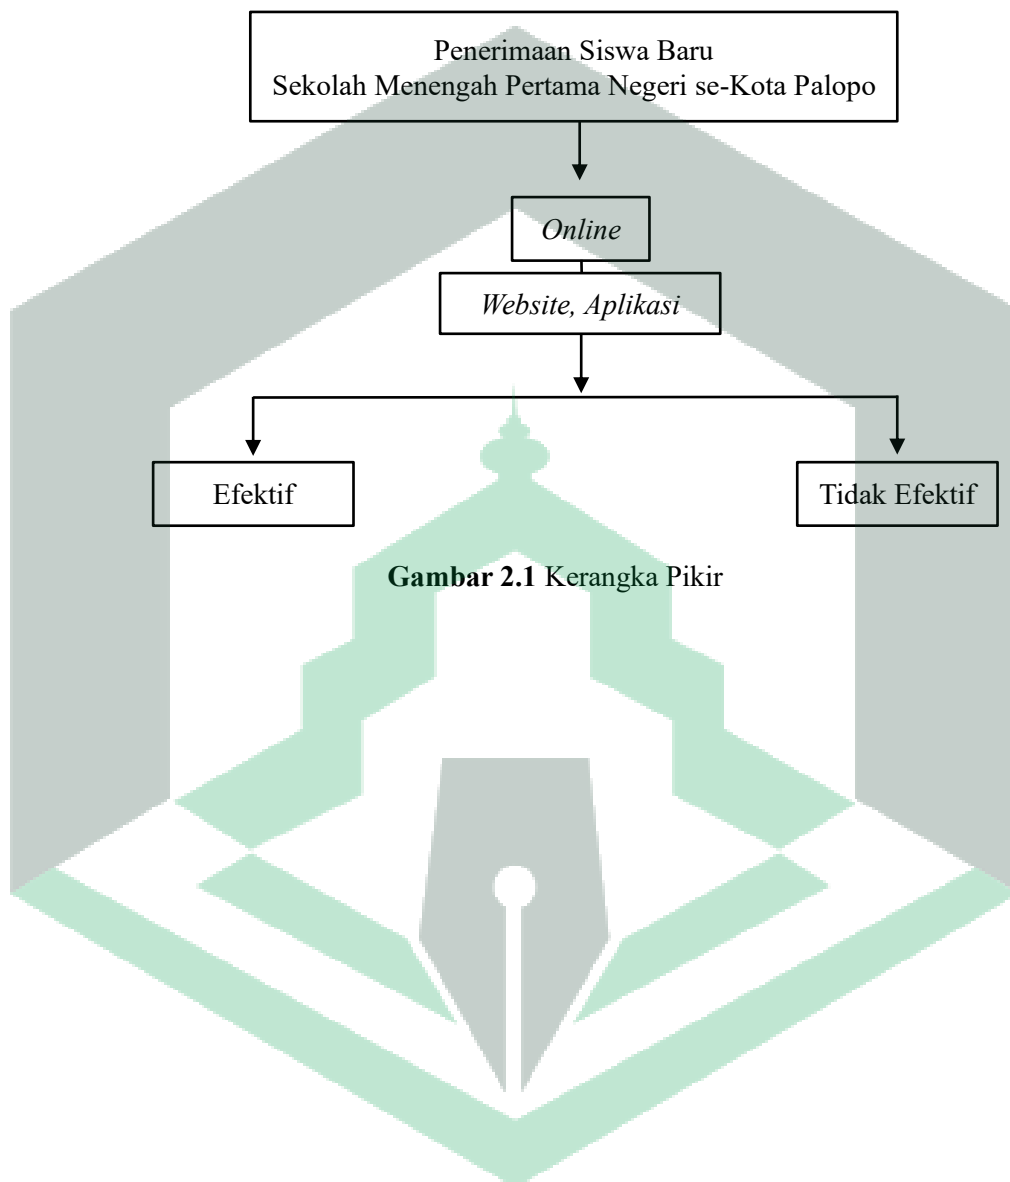 Penerimaan Siswa Baru
Sekolah Menengah Pertama Negeri se-Kota Palopo
Online
Website, Aplikasi
Efektif
Tidak Efektif
Gambar 2.1 Kerangka Pikir